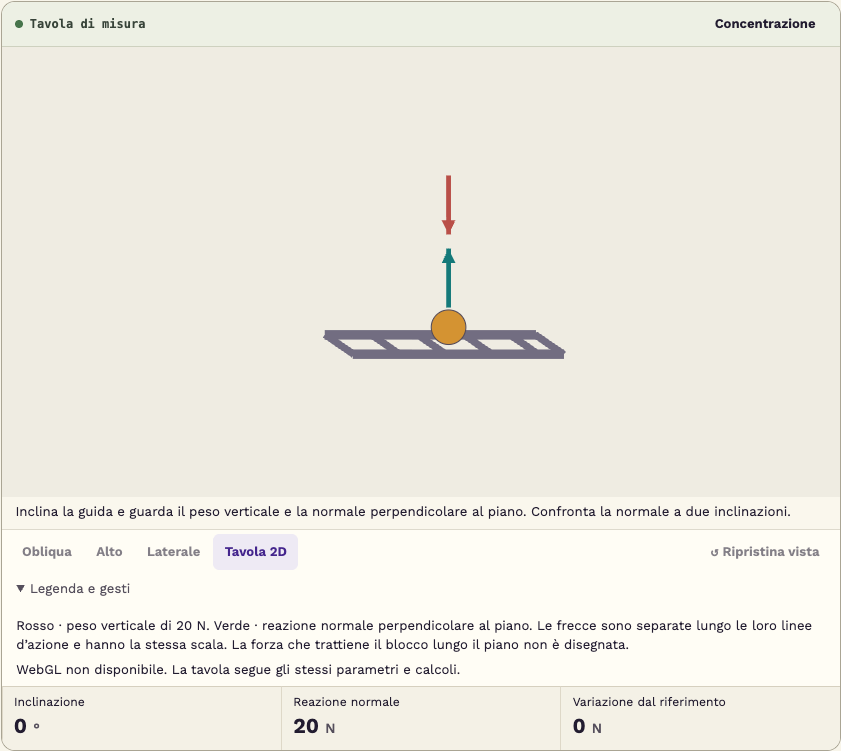 Tavola di misura
Concentrazione
Inclina la guida e guarda il peso verticale e la normale perpendicolare al piano. Confronta la normale a due inclinazioni.
Obliqua Alto Laterale Tavola 2D ↺ Ripristina vista
▼ Legenda e gesti
Rosso · peso verticale di 20 N. Verde · reazione normale perpendicolare al piano. Le frecce sono separate lungo le loro linee
d’azione e hanno la stessa scala. La forza che trattiene il blocco lungo il piano non è disegnata.
WebGL non disponibile. La tavola segue gli stessi parametri e calcoli.
Inclinazione
0 °
Reazione normale
20 N
Variazione dal riferimento
0 N